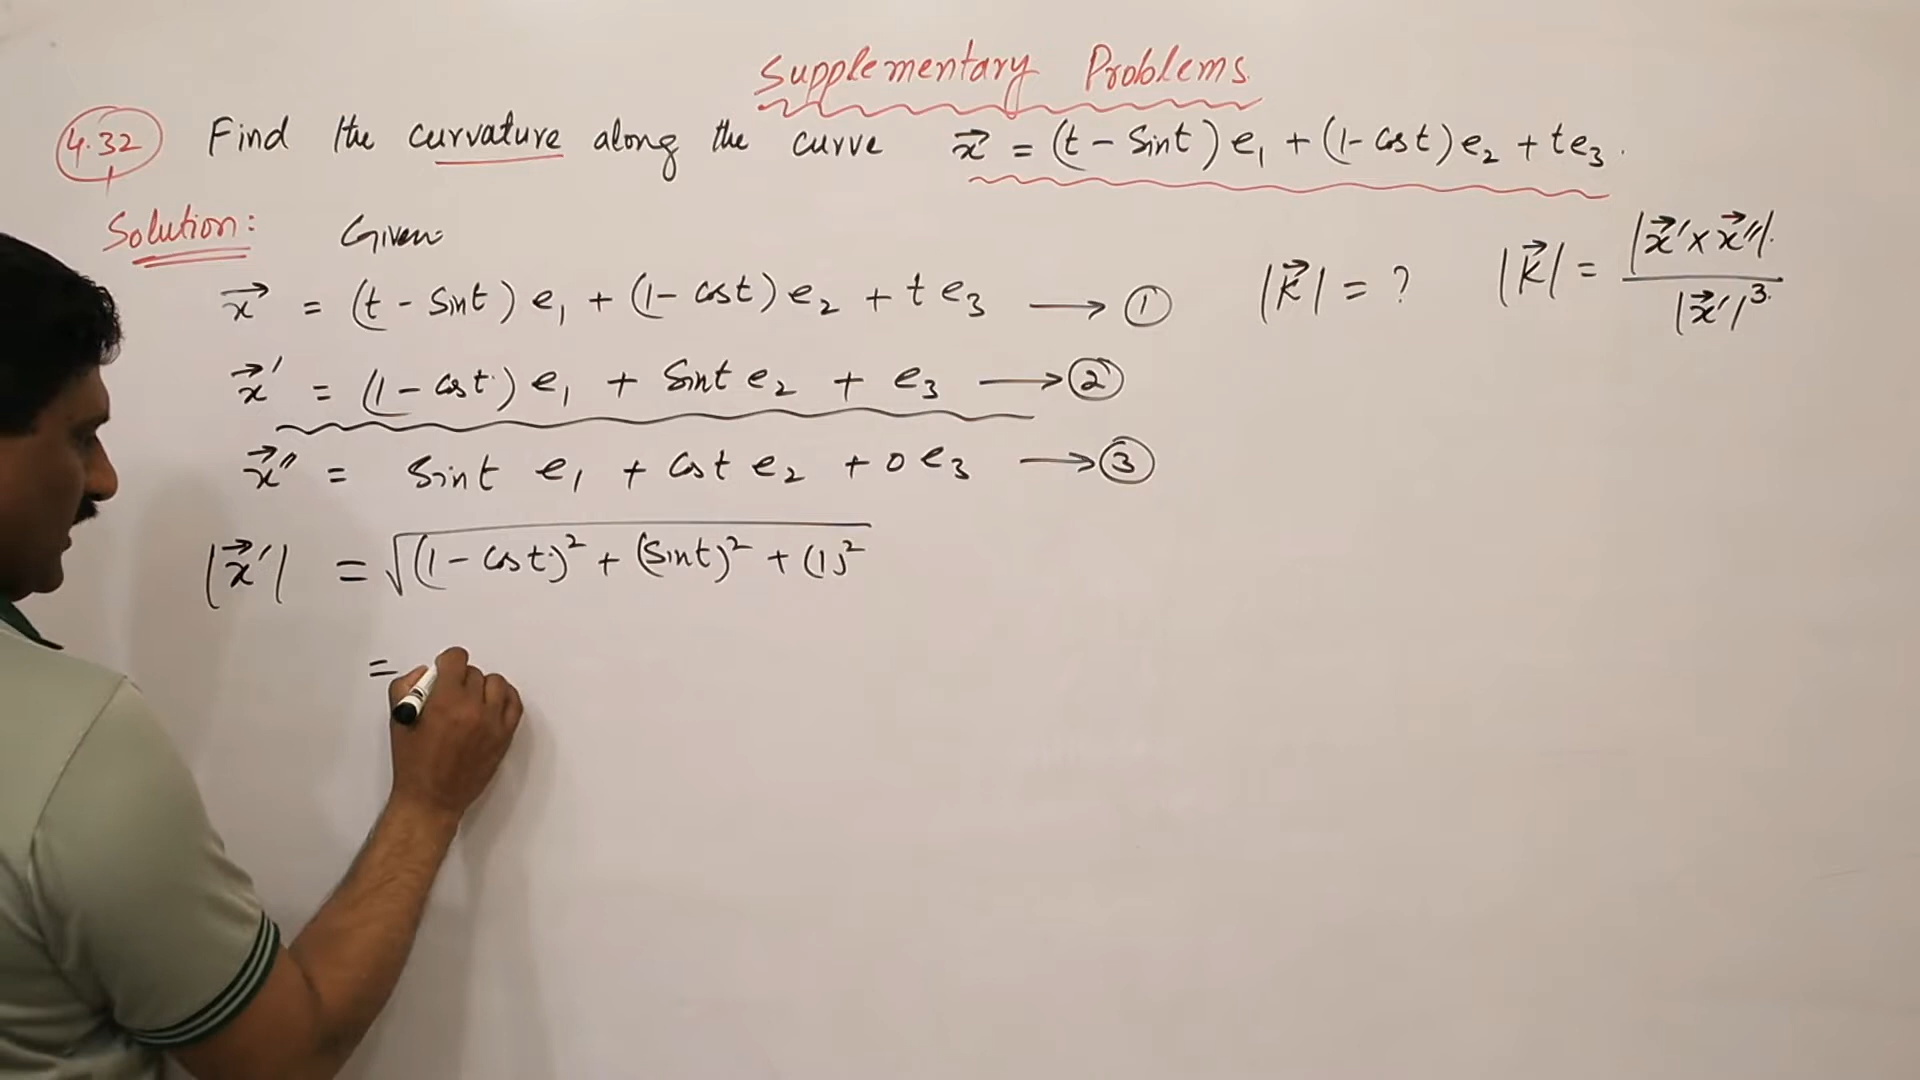 Supplementary Problems
4.32 Find the curvature along the curve x⃗ = (t - Sint) e₁ + (1 - Cost) e₂ + t e₃.
Solution: Given
x⃗ = (t - Sint) e₁ + (1 - Cost) e₂ + t e₃ ⟶ ① |k⃗| = ? |k⃗| = |x⃗′ × x⃗″| / |x⃗′|³
x⃗′ = (1 - Cost) e₁ + Sint e₂ + e₃ ⟶ ②
x⃗″ = Sint e₁ + Cost e₂ + 0 e₃ ⟶ ③
|x⃗′| = √((1 - Cost)² + (Sint)² + (1)²)
=